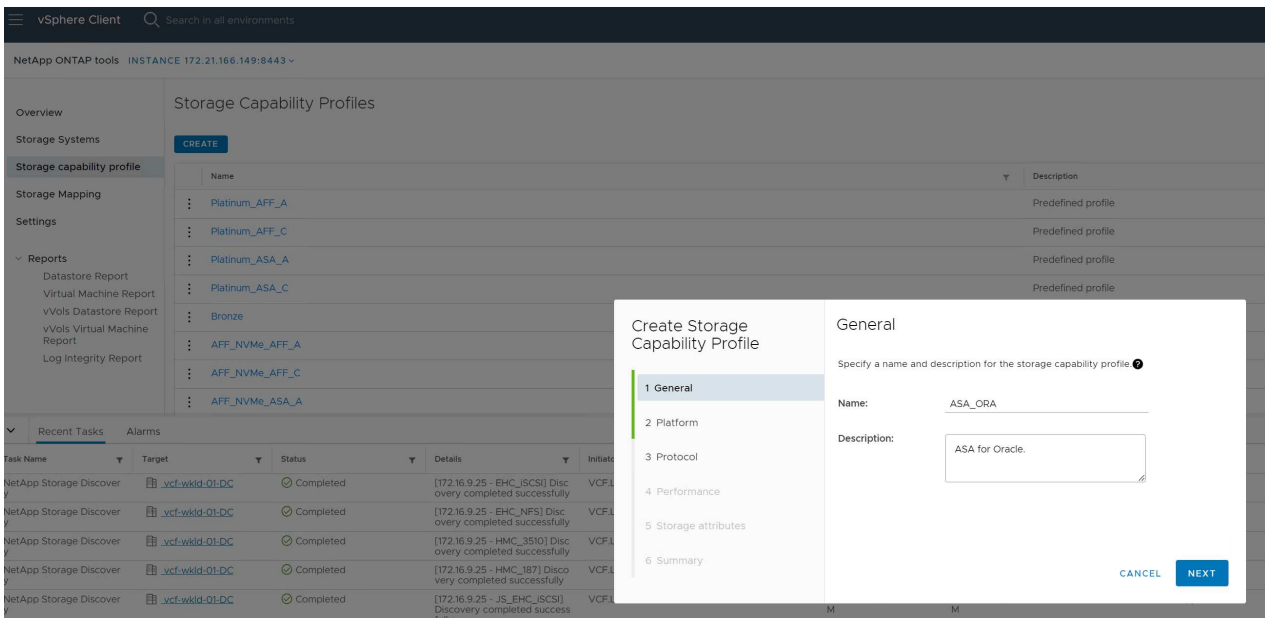 vSphere Client
Search in all environments
NetApp ONTAP tools INSTANCE 172.21.166.149:8443
Overview
Storage Systems
Storage capability profile
Storage Mapping
Settings
Reports
Datastore Report
Virtual Machine Report
vVols Datastore Report
vVols Virtual Machine
Report
Log Integrity Report
Storage Capability Profiles
CREATE
Name Description
Platinum_AFF_A Predefined profile
Platinum_AFF_C Predefined profile
Platinum_ASA_A Predefined profile
Platinum_ASA_C Predefined profile
Bronze
AFF_NVMe_AFF_A
AFF_NVMe_AFF_C
AFF_NVMe_ASA_A
Create Storage
Capability Profile
1 General
2 Platform
3 Protocol
4 Performance
5 Storage attributes
6 Summary
General
Specify a name and description for the storage capability profile.
Name: ASA_ORA
Description: ASA for Oracle.
CANCEL NEXT
Recent Tasks Alarms
Task Name Target Status Details
NetApp Storage Discover
y
vcf-wkld-01-DC Completed
[172.16.9.25 - EHC_iSCSI] Disc
overy completed successfully
VCF.L
NetApp Storage Discover
y
vcf-wkld-01-DC Completed
[172.16.9.25 - EHC_NFS] Disc
overy completed successfully
VCF.L
NetApp Storage Discover
y
vcf-wkld-01-DC Completed
[172.16.9.25 - HMC_3510] Disc
overy completed successfully
VCF.L
NetApp Storage Discover
y
vcf-wkld-01-DC Completed
[172.16.9.25 - HMC_187] Disco
very completed successfully
VCF.L
NetApp Storage Discover
y
vcf-wkld-01-DC Completed
[172.16.9.25 - JS_EHC_iSCSI]
Discovery completed success
VCF.L
M M